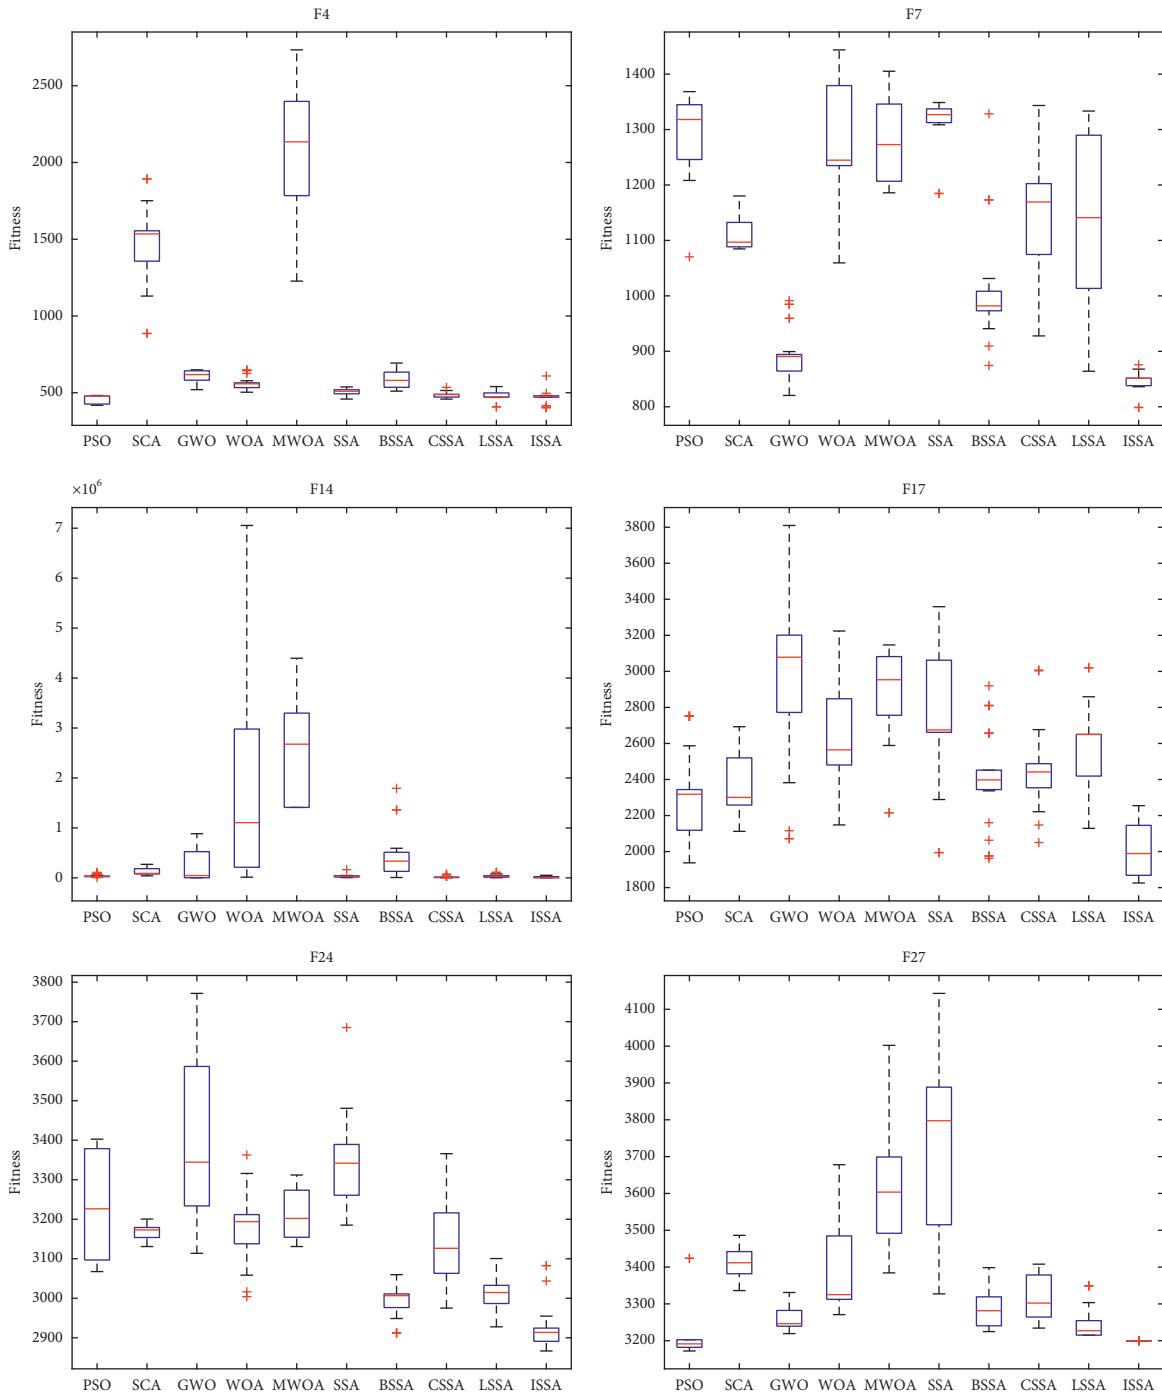 F4
Fitness
2500
2000
1500
1000
500
PSO SCA GWO WOA MWOA SSA BSSA CSSA LSSA ISSA
F7
Fitness
1400
1300
1200
1100
1000
900
800
PSO SCA GWO WOA MWOA SSA BSSA CSSA LSSA ISSA
×10⁶
F14
Fitness
7
6
5
4
3
2
1
0
PSO SCA GWO WOA MWOA SSA BSSA CSSA LSSA ISSA
F17
Fitness
3800
3600
3400
3200
3000
2800
2600
2400
2200
2000
1800
PSO SCA GWO WOA MWOA SSA BSSA CSSA LSSA ISSA
F24
Fitness
3800
3700
3600
3500
3400
3300
3200
3100
3000
2900
PSO SCA GWO WOA MWOA SSA BSSA CSSA LSSA ISSA
F27
Fitness
4100
4000
3900
3800
3700
3600
3500
3400
3300
3200
PSO SCA GWO WOA MWOA SSA BSSA CSSA LSSA ISSA